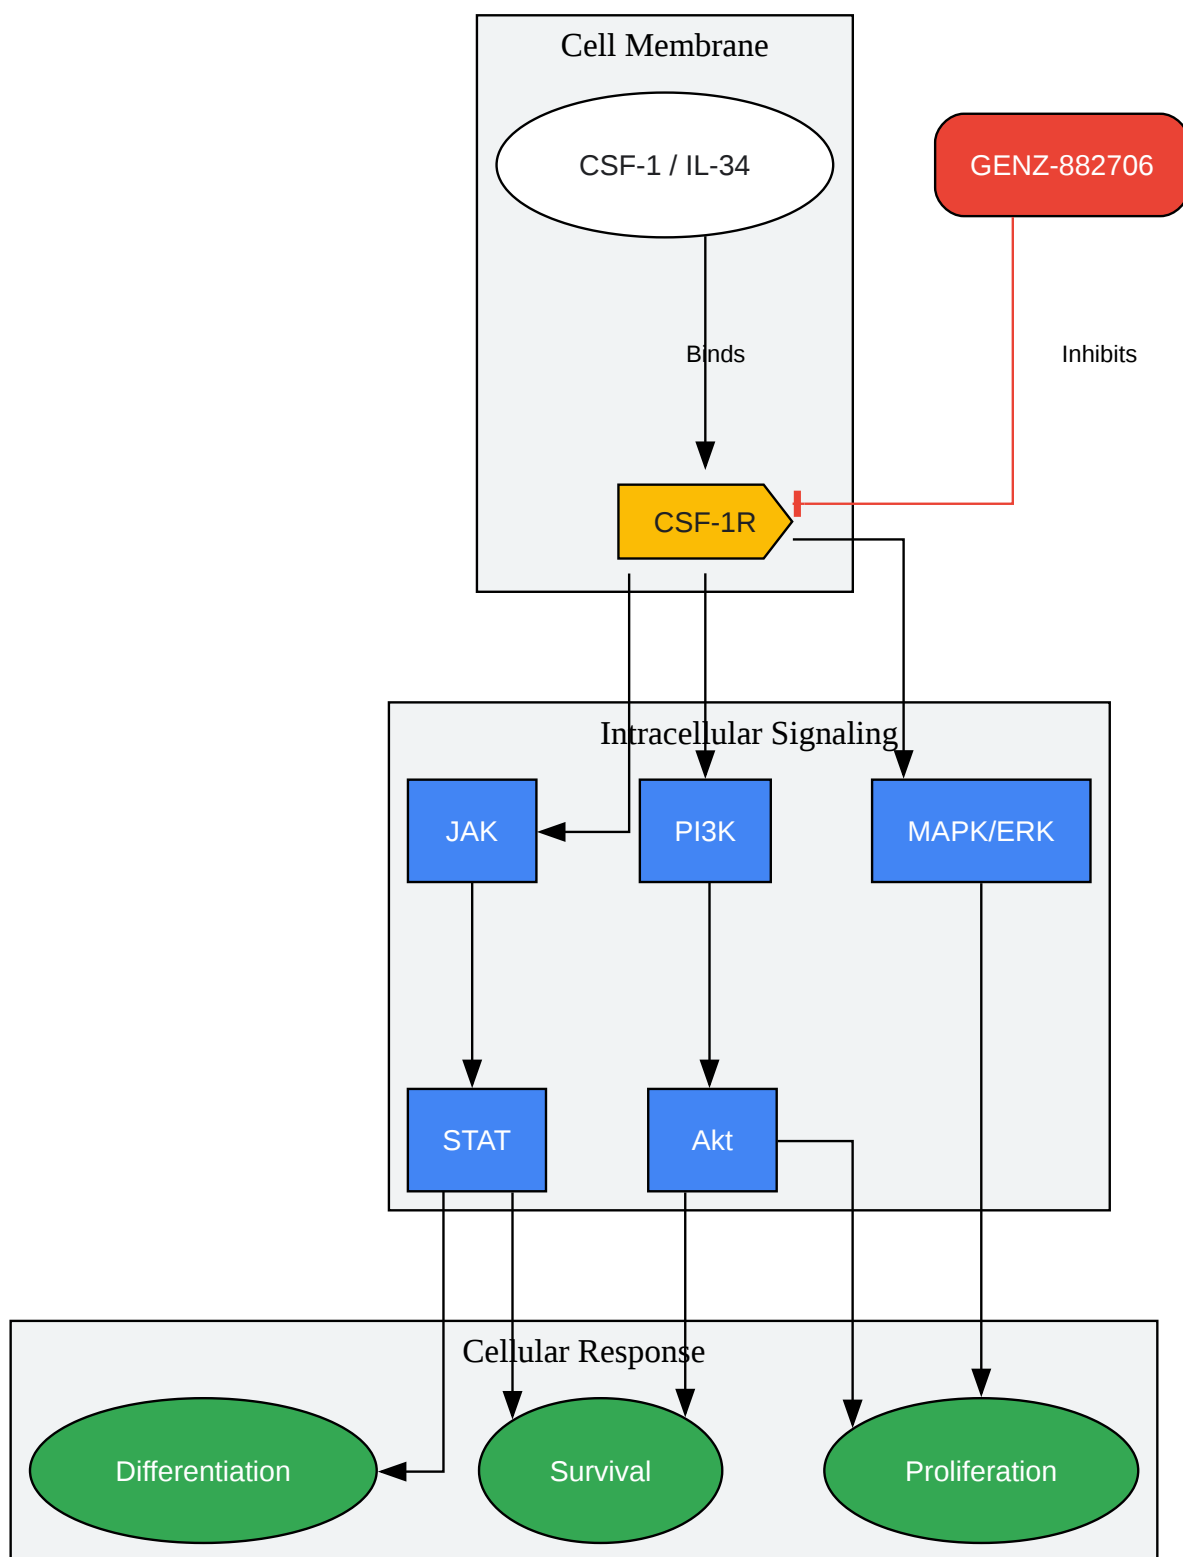 Cell Membrane
CSF-1 / IL-34
GENZ-882706
Binds
Inhibits
CSF-1R
Intracellular Signaling
JAK
PI3K
MAPK/ERK
STAT
Akt
Cellular Response
Differentiation
Survival
Proliferation